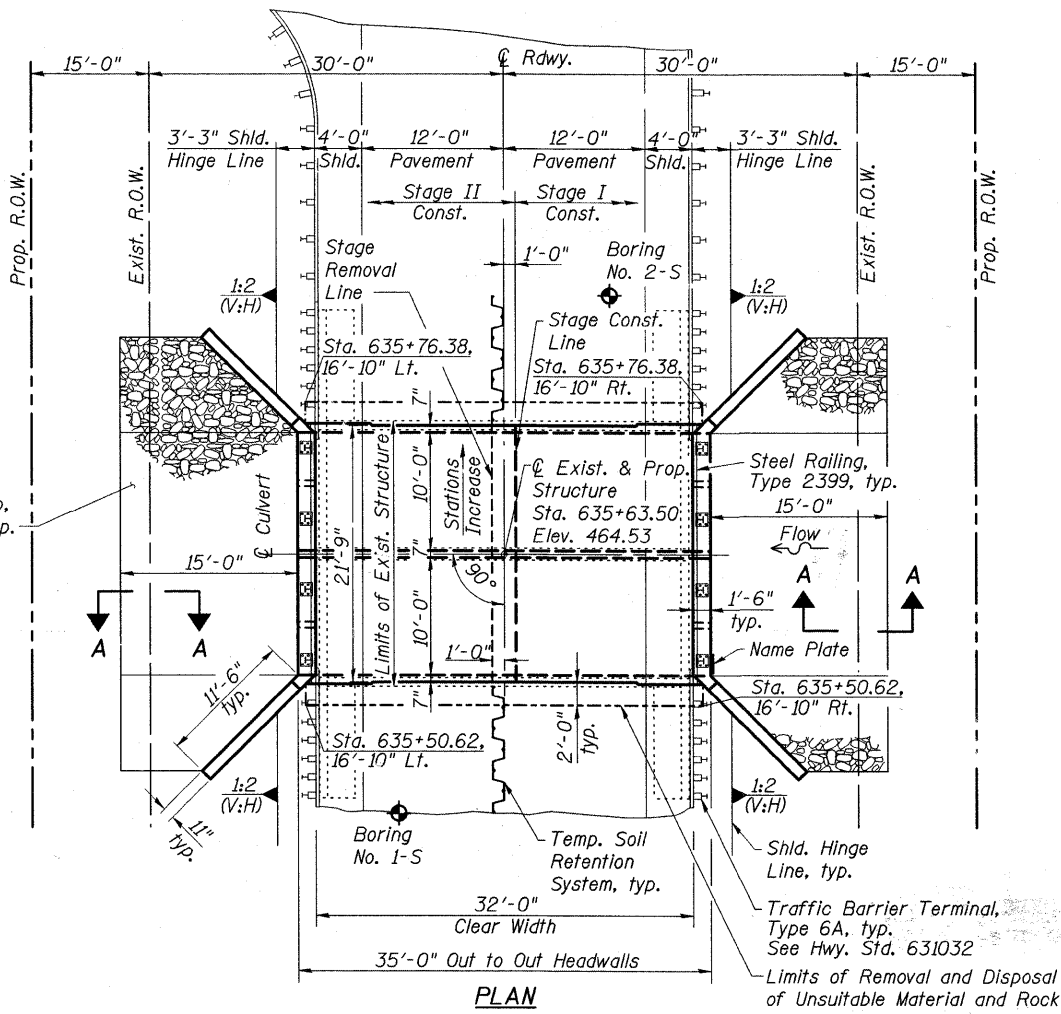 15'-0"
30'-0"
℄ Rdwy.
30'-0"
15'-0"
3'-3" Shld.
Hinge Line
4'-0"
Shld.
12'-0"
Pavement
12'-0"
Pavement
4'-0"
Shld.
3'-3" Shld.
Hinge Line
Stage II
Const.
Stage I
Const.
Prop. R.O.W.
Exist. R.O.W.
Exist. R.O.W.
Prop. R.O.W.
Stage
Removal
Line
1'-0"
Boring
No. 2-S
1:2
(V:H)
1:2
(V:H)
Sta. 635+76.38,
16'-10" Lt.
Stage Const.
Line
Sta. 635+76.38,
16'-10" Rt.
7"
℄ Culvert
21'-9"
Limits of Exist. Structure
10'-0"
Stations
Increase
℄ Exist. & Prop.
Structure
Sta. 635+63.50
Elev. 464.53
Steel Railing,
Type 2399, typ.
15'-0"
Flow
7"
90°
15'-0"
A
A
A
A
1'-6"
typ.
10'-0"
1'-0"
Name Plate
11'-6"
typ.
7"
2'-0"
typ.
Sta. 635+50.62,
16'-10" Rt.
Sta. 635+50.62,
16'-10" Lt.
1:2
(V:H)
1:2
(V:H)
11"
typ.
Boring
No. 1-S
Temp. Soil
Retention
System, typ.
Shld. Hinge
Line, typ.
32'-0"
Clear Width
Traffic Barrier Terminal,
Type 6A, typ.
See Hwy. Std. 631032
35'-0" Out to Out Headwalls
Limits of Removal and Disposal
of Unsuitable Material and Rock
PLAN